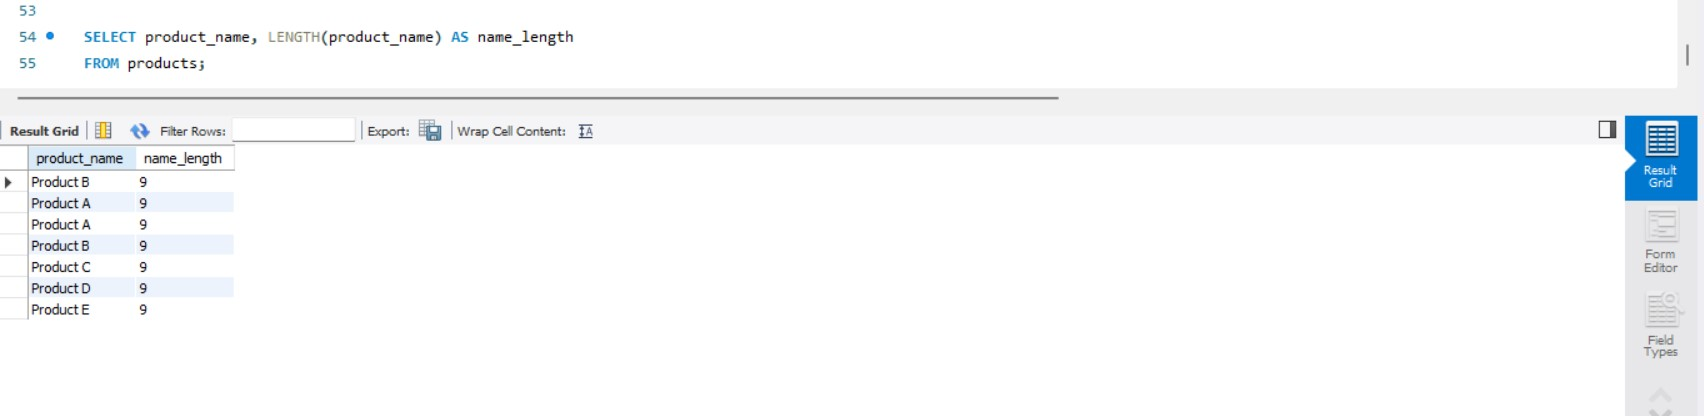 53
54 SELECT product_name, LENGTH(product_name) AS name_length
55 FROM products;
Result Grid Filter Rows: Export: Wrap Cell Content: IA
product_name name_length
Product B 9
Product A 9
Product A 9
Product B 9
Product C 9
Product D 9
Product E 9
Result
Grid
Form
Editor
Field
Types